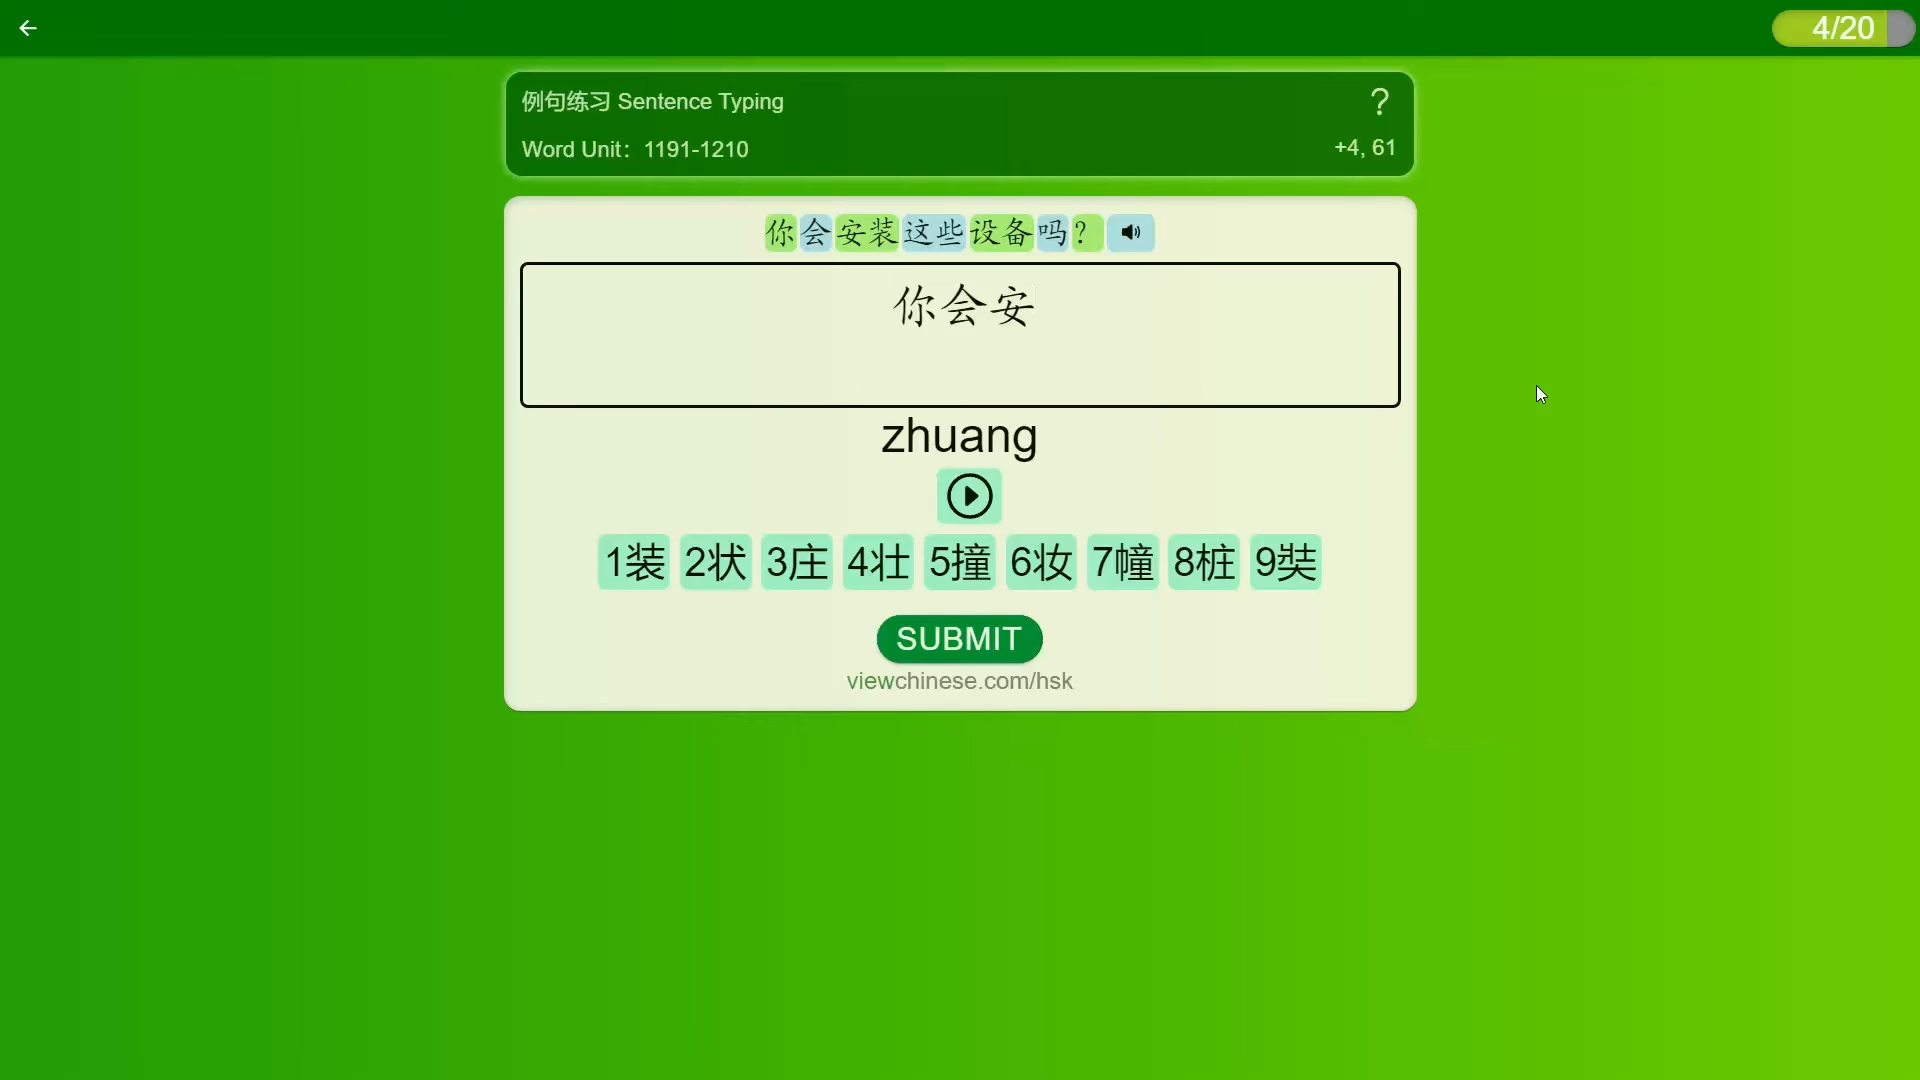 4/20
例句练习 Sentence Typing
?
Word Unit：1191-1210
+4, 61
你会安装这些设备吗？
你会安
zhuang
1装 2状 3庄 4壮 5撞 6妆 7幢 8桩 9奘
SUBMIT
viewchinese.com/hsk